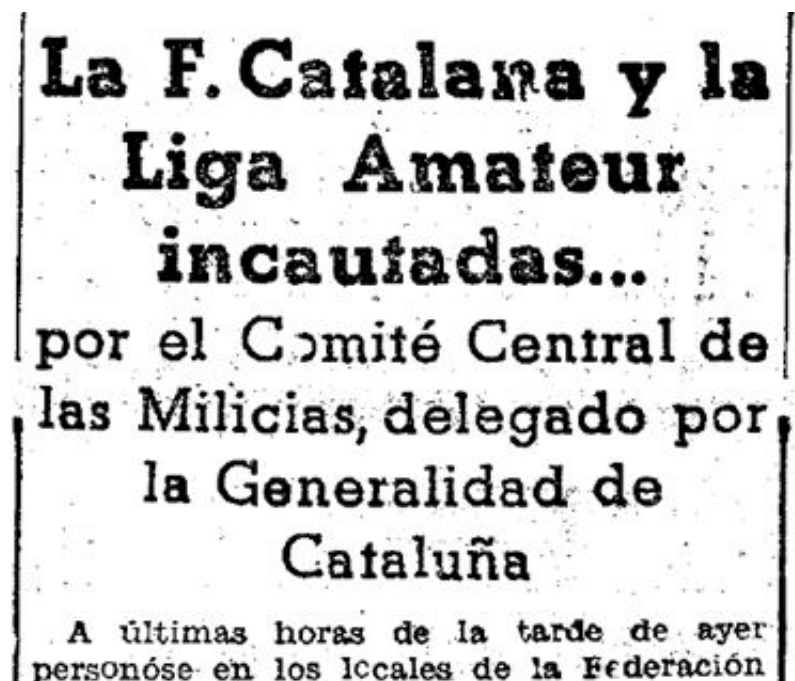 La F. Catalana y la
Liga Amateur
incautadas...
por el Comité Central de
las Milicias, delegado por
la Generalidad de
Cataluña
A últimas horas de la tarde de ayer
personóse en los locales de la Federación